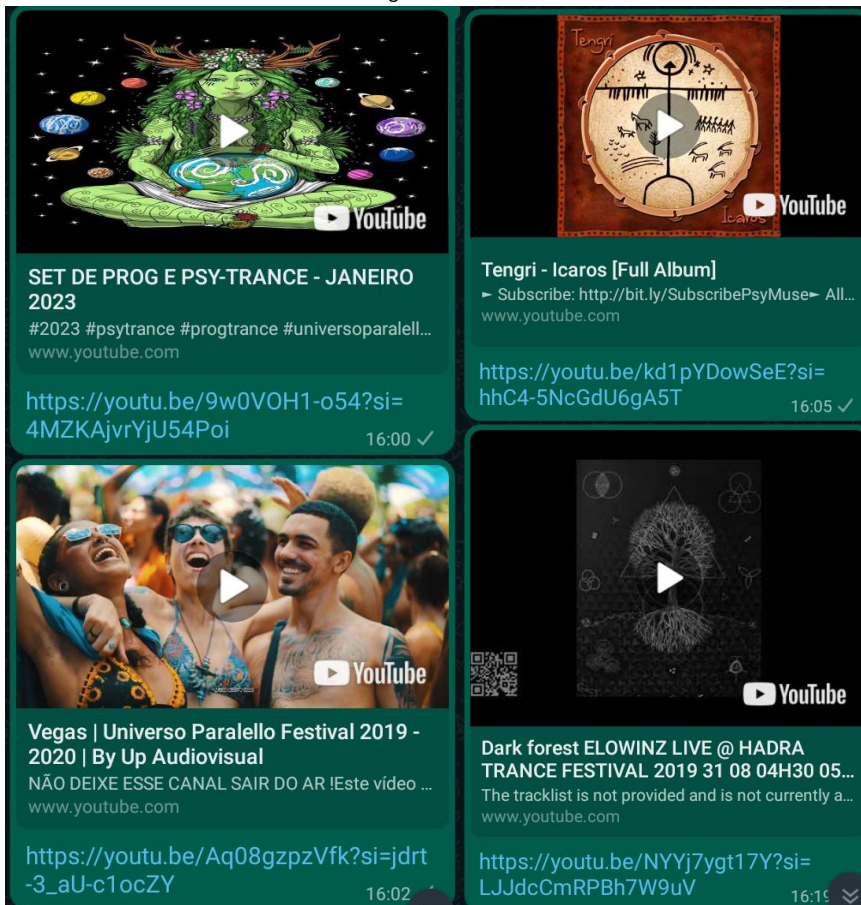 YouTube
SET DE PROG E PSY-TRANCE - JANEIRO
2023
#2023 #psytrance #progtrance #universoparalell...
www.youtube.com
https://youtu.be/9w0VOH1-o54?si=
4MZKAjvrYjU54Poi
16:00
YouTube
Vegas | Universo Paralello Festival 2019 -
2020 | By Up Audiovisual
NÃO DEIXE ESSE CANAL SAIR DO AR !Este vídeo ...
www.youtube.com
https://youtu.be/Aq08gzpzVfk?si=jdrt
-3_aU-c1ocZY
16:02
Tengri
Icaros
YouTube
Tengri - Icaros [Full Album]
► Subscribe: http://bit.ly/SubscribePsyMuse► All...
www.youtube.com
https://youtu.be/kd1pYDowSeE?si=
hhC4-5NcGdU6gA5T
16:05
YouTube
Dark forest ELOWINZ LIVE @ HADRA
TRANCE FESTIVAL 2019 31 08 04H30 05...
The tracklist is not provided and is not currently a...
www.youtube.com
https://youtu.be/NYYj7ygt17Y?si=
LJJdcCmRPBh7W9uV
16:19